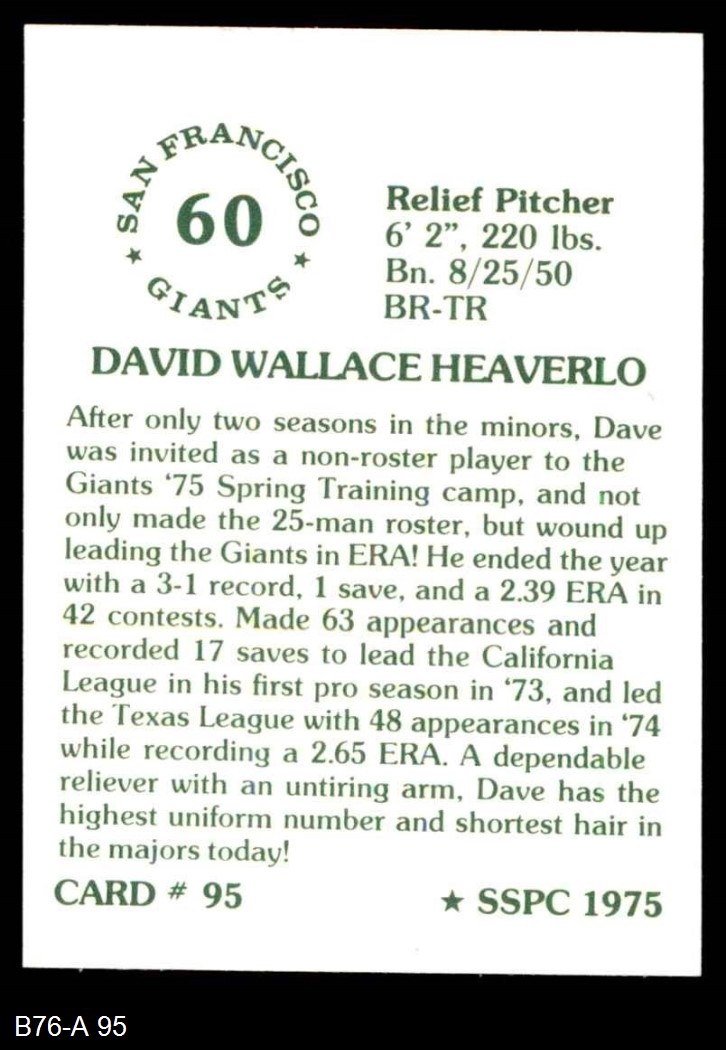 SAN FRANCISCO
60
★ GIANTS ★
Relief Pitcher
6’ 2”, 220 lbs.
Bn. 8/25/50
BR-TR
DAVID WALLACE HEAVERLO
After only two seasons in the minors, Dave
was invited as a non-roster player to the
Giants ‘75 Spring Training camp, and not
only made the 25-man roster, but wound up
leading the Giants in ERA! He ended the year
with a 3-1 record, 1 save, and a 2.39 ERA in
42 contests. Made 63 appearances and
recorded 17 saves to lead the California
League in his first pro season in ‘73, and led
the Texas League with 48 appearances in ‘74
while recording a 2.65 ERA. A dependable
reliever with an untiring arm, Dave has the
highest uniform number and shortest hair in
the majors today!
CARD # 95
★ SSPC 1975
B76-A 95